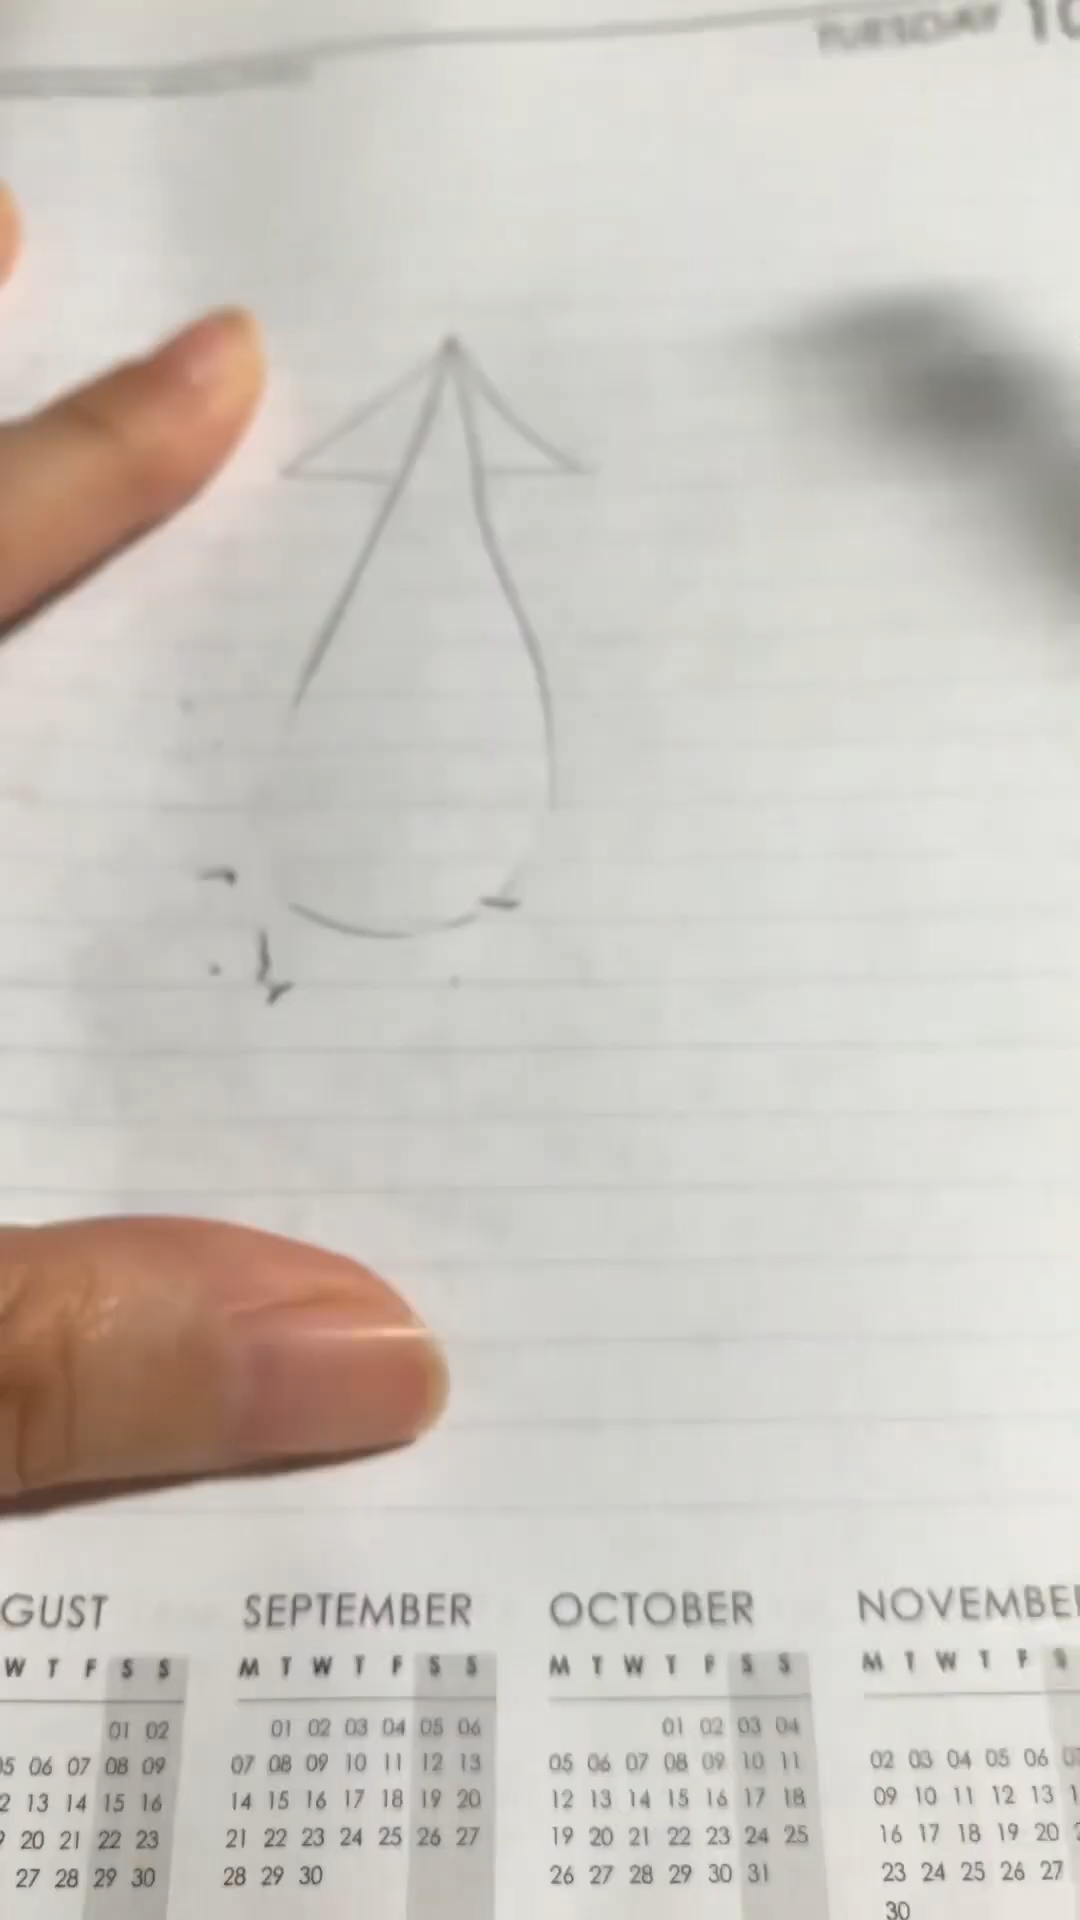 TUESDAY 10
GUST SEPTEMBER OCTOBER NOVEMBE
W T F S S M T W T F S S M T W T F S S M T W T F S
01 02 01 02 03 04 05 06 01 02 03 04
05 06 07 08 09 07 08 09 10 11 12 13 05 06 07 08 09 10 11 02 03 04 05 06
13 14 15 16 14 15 16 17 18 19 20 12 13 14 15 16 17 18 09 10 11 12 13
20 21 22 23 21 22 23 24 25 26 27 19 20 21 22 23 24 25 16 17 18 19 20
27 28 29 30 28 29 30 26 27 28 29 30 31 23 24 25 26 27
30